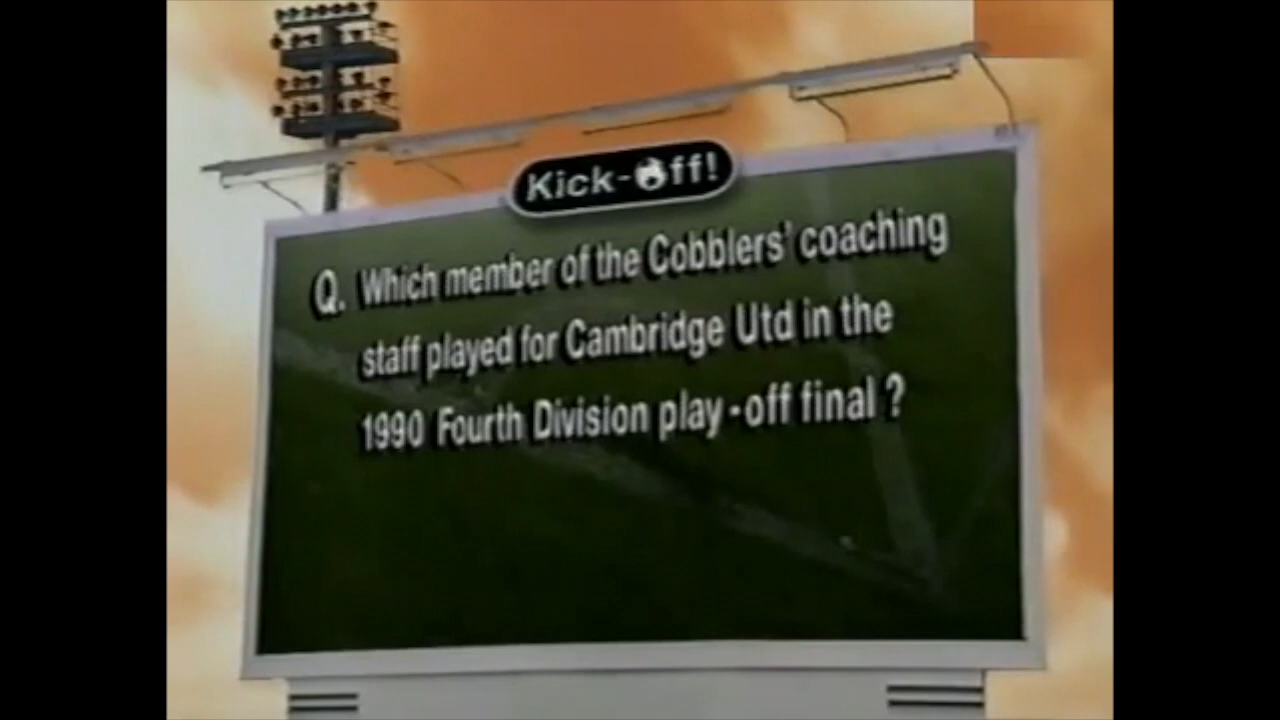 Kick-Off!
Q. Which member of the Cobblers' coaching
staff played for Cambridge Utd in the
1990 Fourth Division play-off final ?